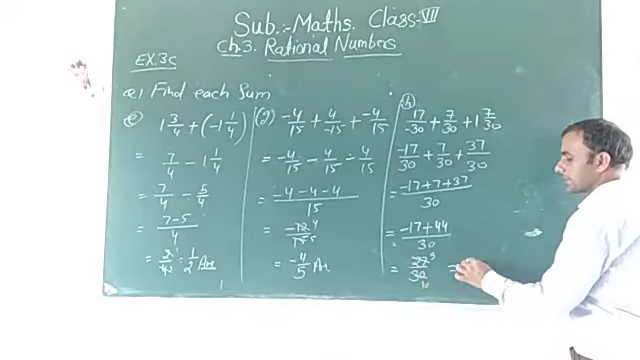 Sub:- Maths. Class-VII
Ch.3. Rational Numbers
EX.3c
Q.1 Find each Sum
(e) 1 3/4 + (-1 1/4)
= 7/4 - 1 1/4
= 7/4 - 5/4
= 7-5/4
= 2/4 = 1/2 Ans
(g) -4/15 + 4/-15 + -4/15
= -4/15 - 4/15 - 4/15
= -4-4-4/15
= -12/15
= -4/5 Ans
(h) 17/-30 + 7/30 + 1 7/30
-17/30 + 7/30 + 37/30
= -17+7+37/30
= -17+44/30
= 27 9/30 10 =